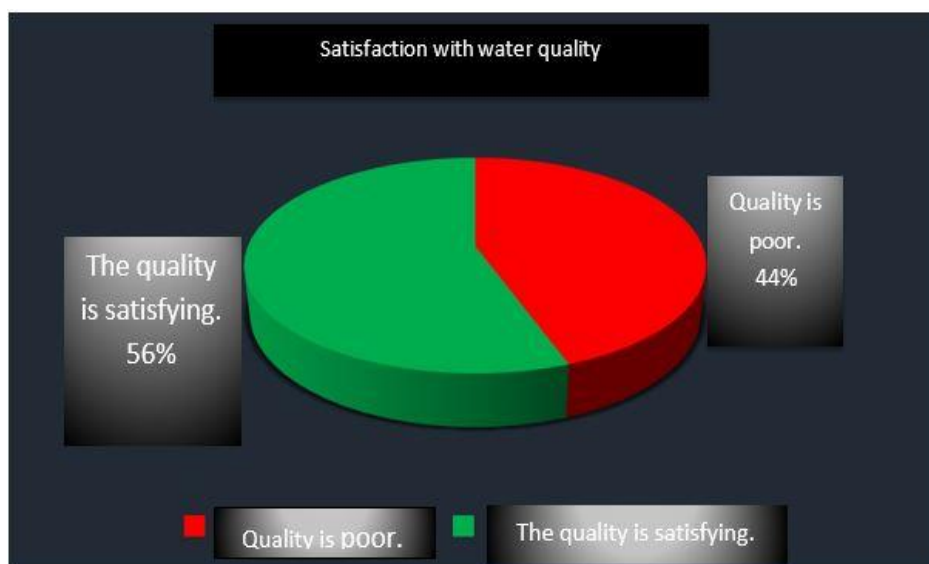 Satisfaction with water quality
Quality is
poor.
44%
The quality
is satisfying.
56%
Quality is poor.
The quality is satisfying.